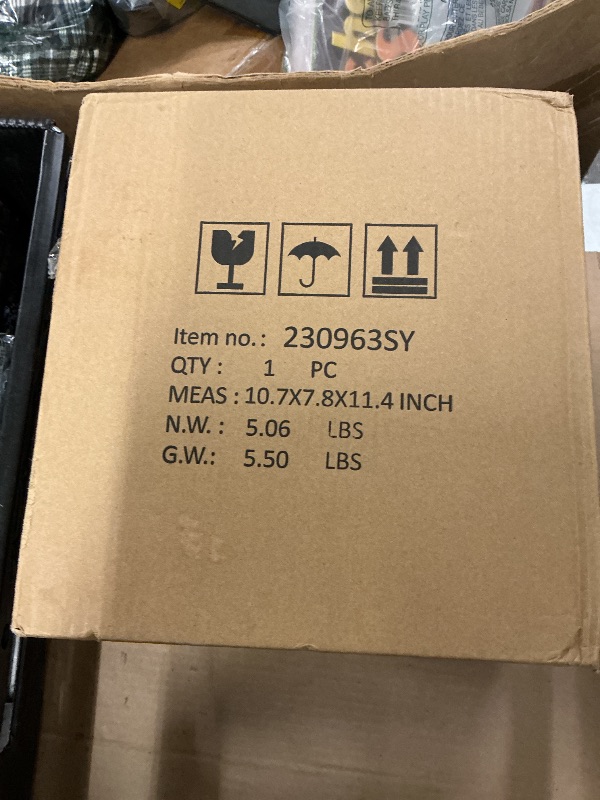 Item no.: 230963SY
QTY : 1 PC
MEAS : 10.7X7.8X11.4 INCH
N.W. : 5.06 LBS
G.W.: 5.50 LBS